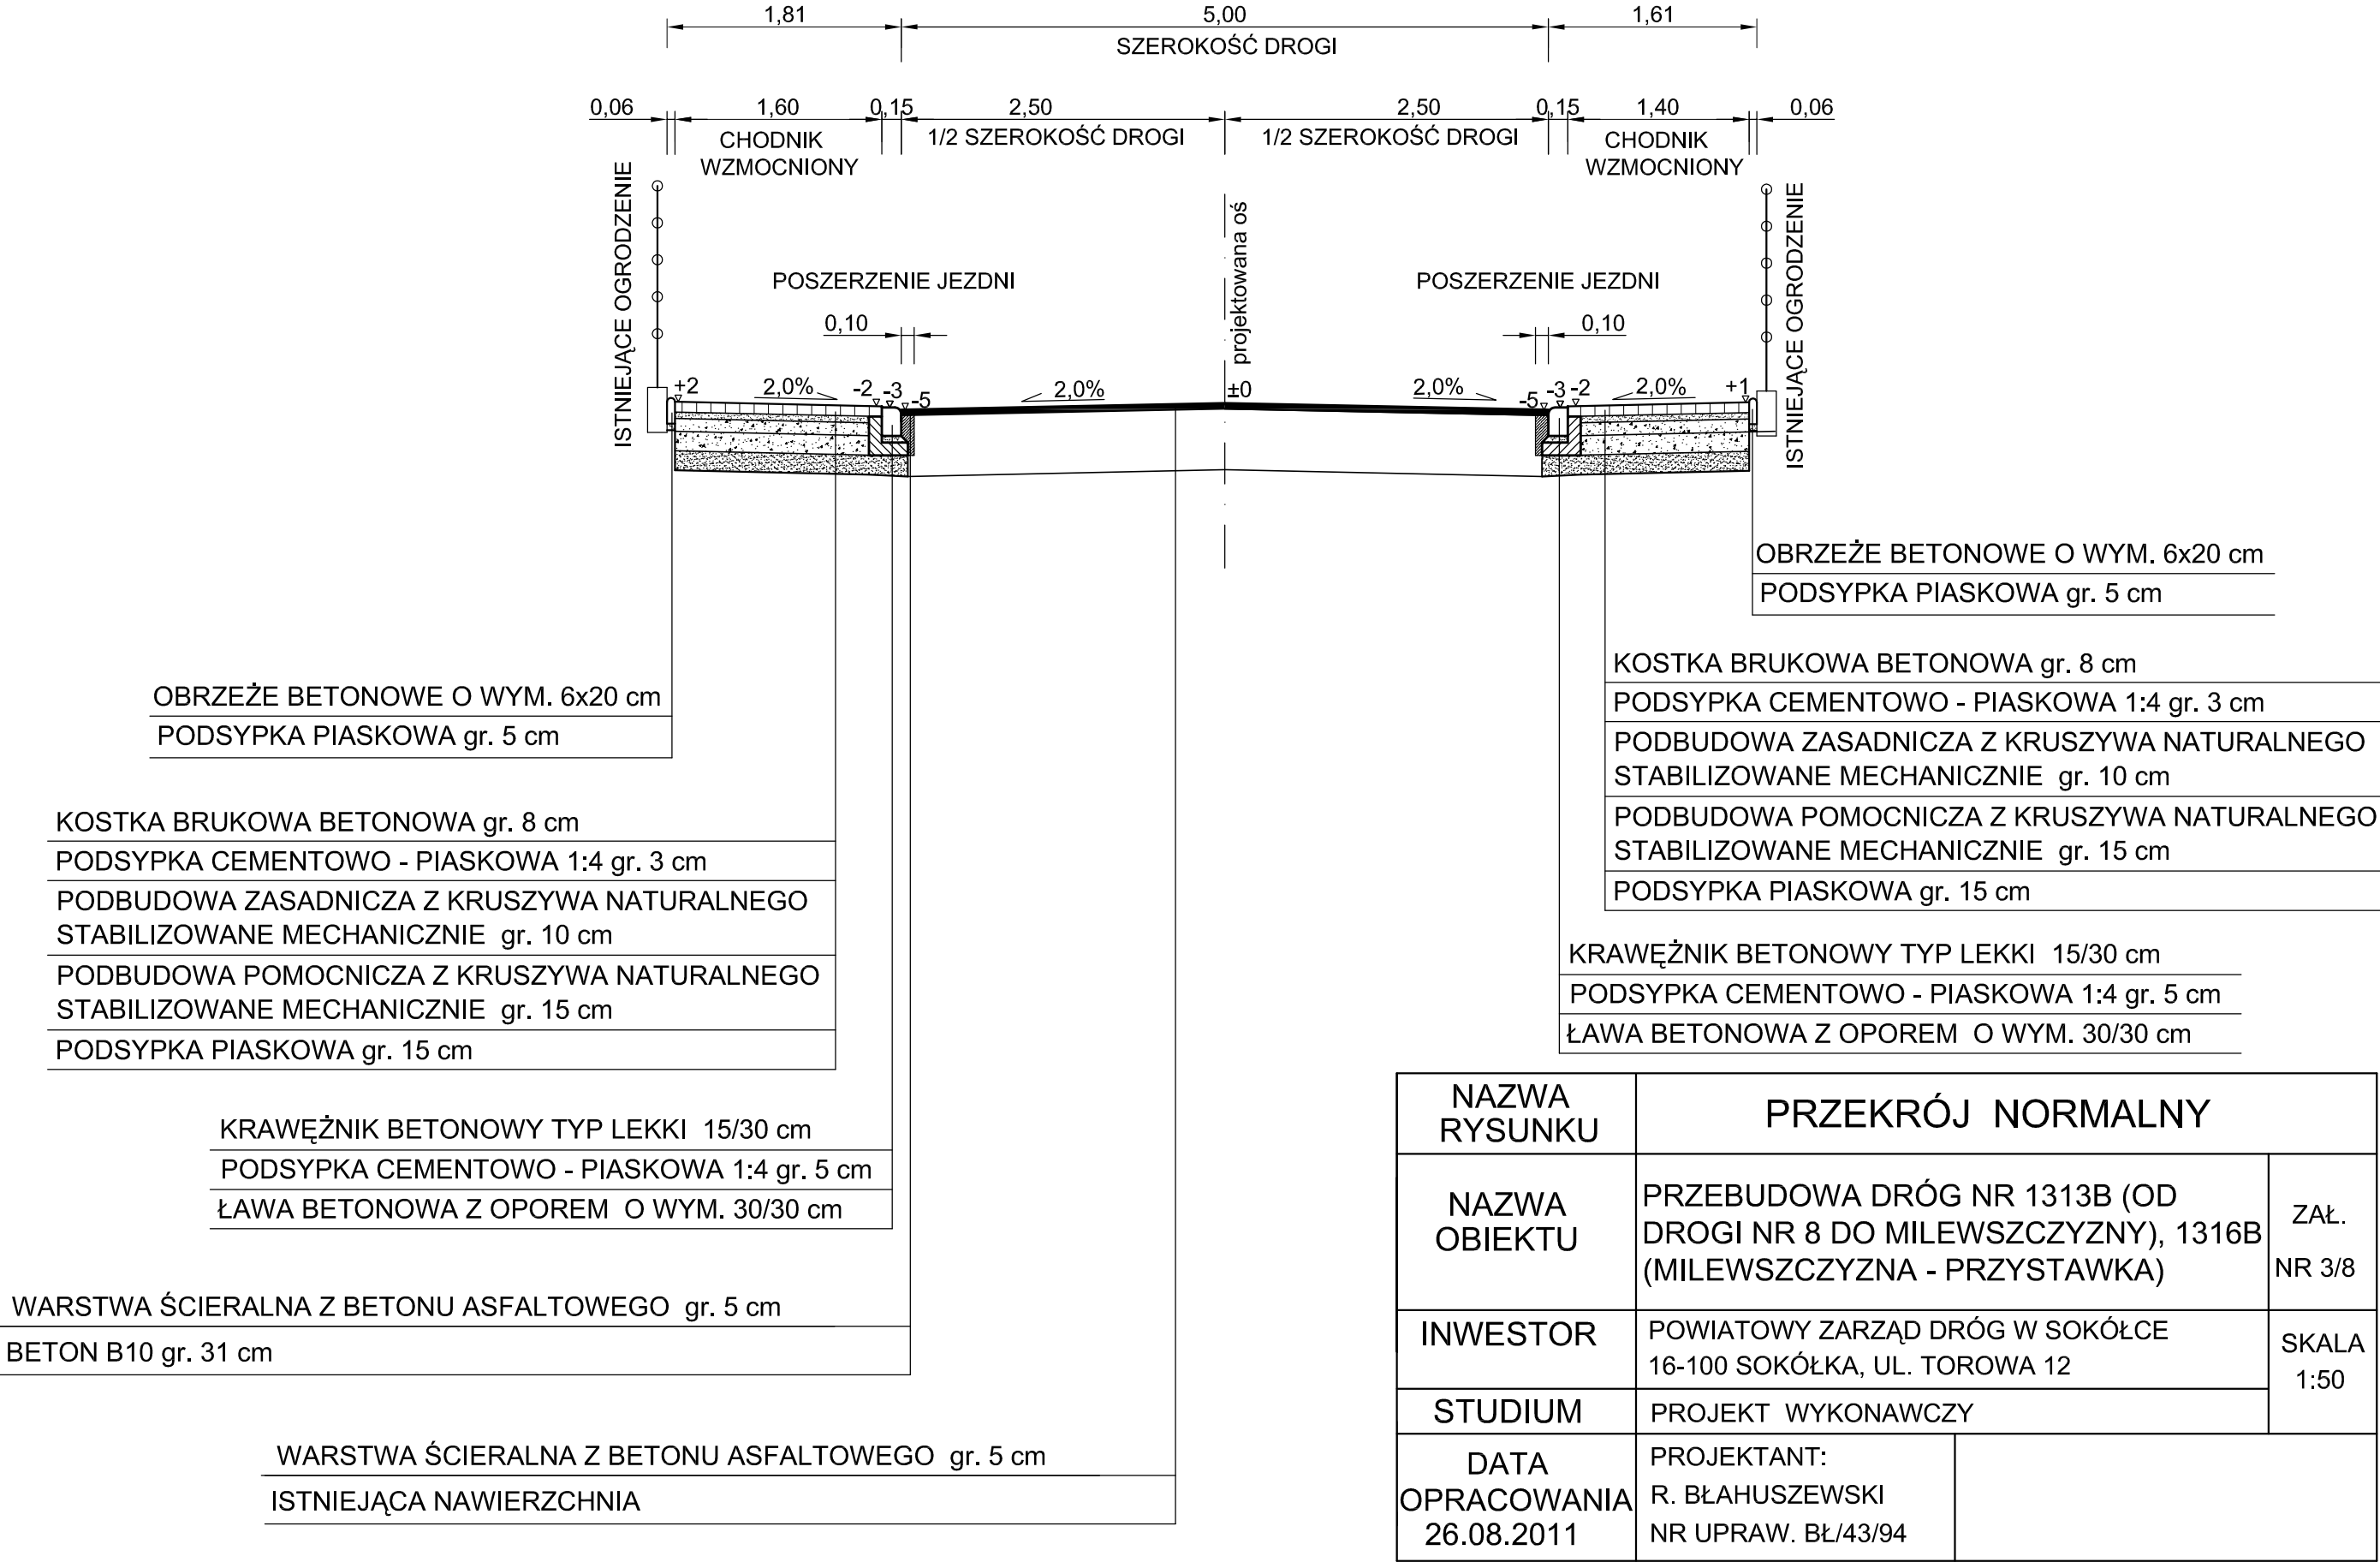 1,81
5,00
1,61
SZEROKOŚĆ DROGI
0,06
1,60
0,15
2,50
2,50
0,15
1,40
0,06
CHODNIK
WZMOCNIONY
1/2 SZEROKOŚĆ DROGI
1/2 SZEROKOŚĆ DROGI
CHODNIK
WZMOCNIONY
ISTNIEJĄCE OGRODZENIE
projektowana oś
ISTNIEJĄCE OGRODZENIE
POSZERZENIE JEZDNI
POSZERZENIE JEZDNI
0,10
0,10
+2
2,0%
-2
-3
-5
2,0%
±0
2,0%
-5
-3
-2
2,0%
+1
OBRZEŻE BETONOWE O WYM. 6x20 cm
PODSYPKA PIASKOWA gr. 5 cm
KOSTKA BRUKOWA BETONOWA gr. 8 cm
PODSYPKA CEMENTOWO - PIASKOWA 1:4 gr. 3 cm
PODBUDOWA ZASADNICZA Z KRUSZYWA NATURALNEGO
STABILIZOWANE MECHANICZNIE gr. 10 cm
PODBUDOWA POMOCNICZA Z KRUSZYWA NATURALNEGO
STABILIZOWANE MECHANICZNIE gr. 15 cm
PODSYPKA PIASKOWA gr. 15 cm
KRAWĘŻNIK BETONOWY TYP LEKKI 15/30 cm
PODSYPKA CEMENTOWO - PIASKOWA 1:4 gr. 5 cm
ŁAWA BETONOWA Z OPOREM O WYM. 30/30 cm
OBRZEŻE BETONOWE O WYM. 6x20 cm
PODSYPKA PIASKOWA gr. 5 cm
KOSTKA BRUKOWA BETONOWA gr. 8 cm
PODSYPKA CEMENTOWO - PIASKOWA 1:4 gr. 3 cm
PODBUDOWA ZASADNICZA Z KRUSZYWA NATURALNEGO
STABILIZOWANE MECHANICZNIE gr. 10 cm
PODBUDOWA POMOCNICZA Z KRUSZYWA NATURALNEGO
STABILIZOWANE MECHANICZNIE gr. 15 cm
PODSYPKA PIASKOWA gr. 15 cm
KRAWĘŻNIK BETONOWY TYP LEKKI 15/30 cm
PODSYPKA CEMENTOWO - PIASKOWA 1:4 gr. 5 cm
ŁAWA BETONOWA Z OPOREM O WYM. 30/30 cm
WARSTWA ŚCIERALNA Z BETONU ASFALTOWEGO gr. 5 cm
BETON B10 gr. 31 cm
WARSTWA ŚCIERALNA Z BETONU ASFALTOWEGO gr. 5 cm
ISTNIEJĄCA NAWIERZCHNIA
NAZWA
RYSUNKU
PRZEKRÓJ NORMALNY
NAZWA
OBIEKTU
PRZEBUDOWA DRÓG NR 1313B (OD
DROGI NR 8 DO MILEWSZCZYZNY), 1316B
(MILEWSZCZYZNA - PRZYSTAWKA)
ZAŁ.
NR 3/8
INWESTOR
POWIATOWY ZARZĄD DRÓG W SOKÓŁCE
16-100 SOKÓŁKA, UL. TOROWA 12
SKALA
1:50
STUDIUM
PROJEKT WYKONAWCZY
DATA
OPRACOWANIA
26.08.2011
PROJEKTANT:
R. BŁAHUSZEWSKI
NR UPRAW. BŁ/43/94